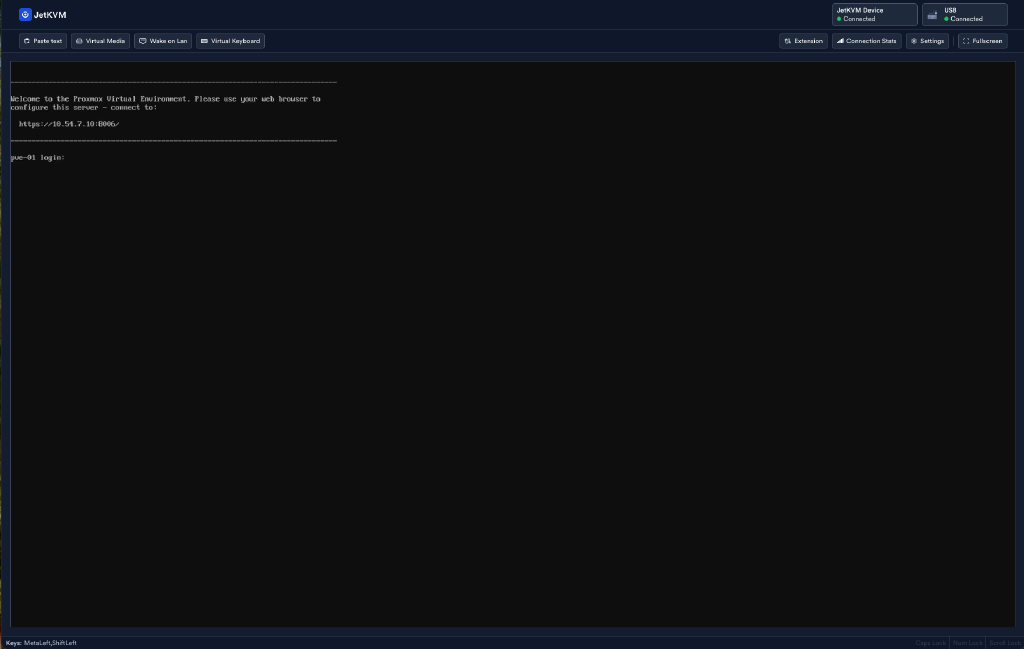 JetKVM
JetKVM Device
Connected
USB
Connected
Paste text
Virtual Media
Wake on Lan
Virtual Keyboard
Extension
Connection Stats
Settings
Fullscreen
--------------------------------------------------------------------------------
Welcome to the Proxmox Virtual Environment. Please use your web browser to
configure this server - connect to:
https://10.54.7.10:8006/
--------------------------------------------------------------------------------
pve-01 login:
Keys: MetaLeft,ShiftLeft
Caps Lock
Num Lock
Scroll Lock